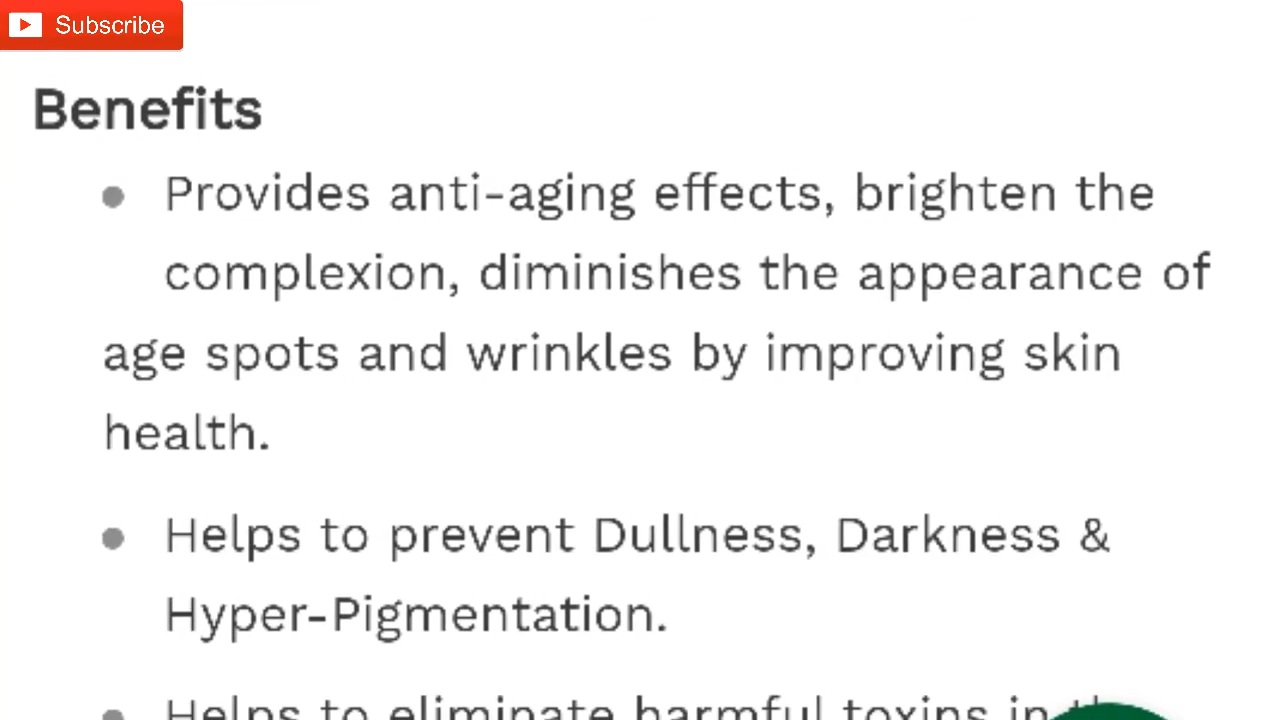 Subscribe
Benefits
Provides anti-aging effects, brighten the
complexion, diminishes the appearance of
age spots and wrinkles by improving skin
health.
Helps to prevent Dullness, Darkness &
Hyper-Pigmentation.
Helps to eliminate harmful toxins in